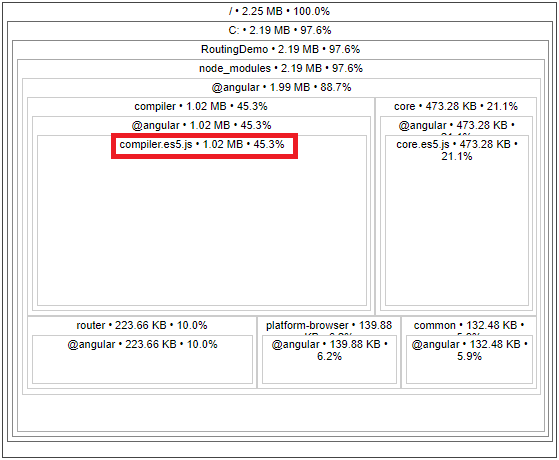 / • 2.25 MB • 100.0%
C: • 2.19 MB • 97.6%
RoutingDemo • 2.19 MB • 97.6%
node_modules • 2.19 MB • 97.6%
@angular • 1.99 MB • 88.7%
compiler • 1.02 MB • 45.3%
@angular • 1.02 MB • 45.3%
compiler.es5.js • 1.02 MB • 45.3%
core • 473.28 KB • 21.1%
@angular • 473.28 KB •
core.es5.js • 473.28 KB •
21.1%
router • 223.66 KB • 10.0%
@angular • 223.66 KB • 10.0%
platform-browser • 139.88
@angular • 139.88 KB •
6.2%
common • 132.48 KB •
@angular • 132.48 KB •
5.9%